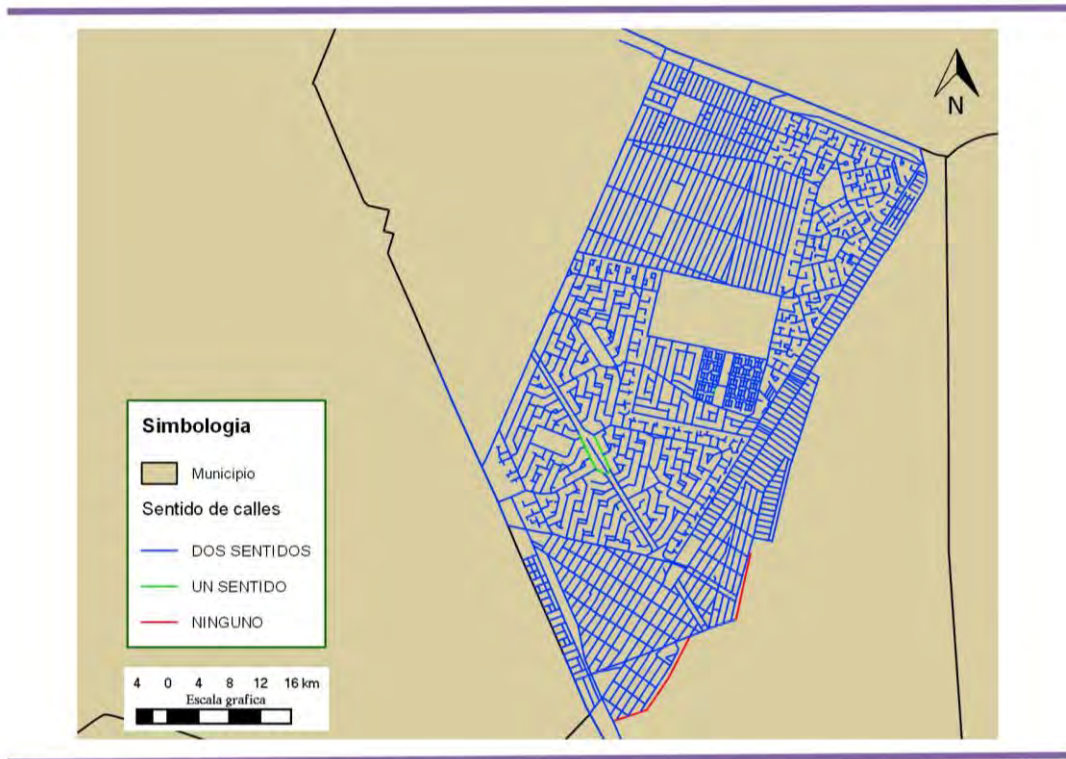 N
Simbologia
Municipio
Sentido de calles
DOS SENTIDOS
UN SENTIDO
NINGUNO
4 0 4 8 12 16 km
Escala grafica